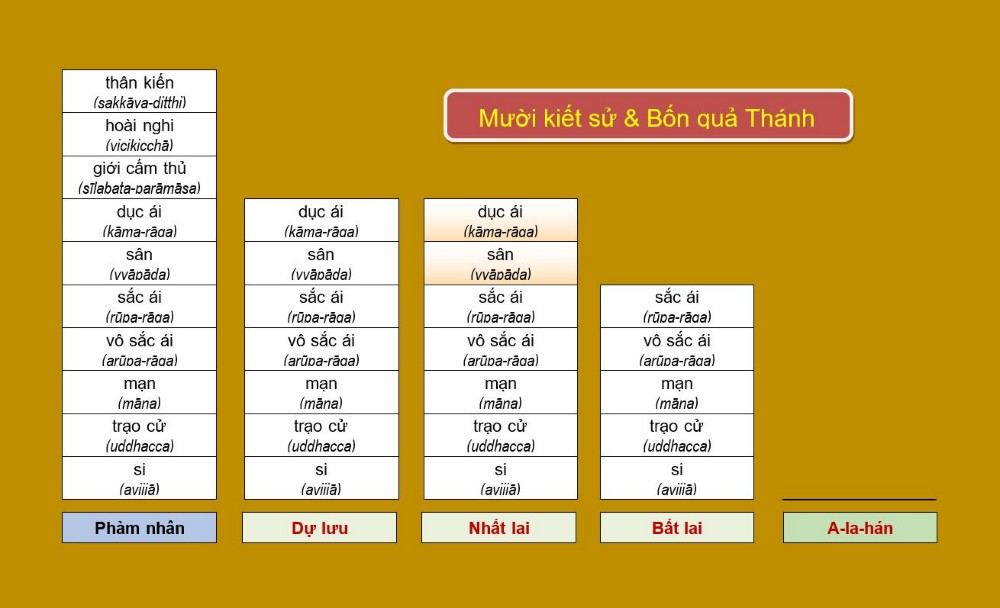 Mười kiết sử & Bốn quả Thánh
thân kiến
(sakkāya-diṭṭhi)
hoài nghi
(vicikicchā)
giới cấm thủ
(sīlabata-parāmāsa)
dục ái
(kāma-rāga)
sân
(vyāpāda)
sắc ái
(rūpa-rāga)
vô sắc ái
(arūpa-rāga)
mạn
(māna)
trạo cử
(uddhacca)
si
(avijjā)
Phàm nhân
dục ái
(kāma-rāga)
sân
(vyāpāda)
sắc ái
(rūpa-rāga)
vô sắc ái
(arūpa-rāga)
mạn
(māna)
trạo cử
(uddhacca)
si
(avijjā)
Dự lưu
dục ái
(kāma-rāga)
sân
(vyāpāda)
sắc ái
(rūpa-rāga)
vô sắc ái
(arūpa-rāga)
mạn
(māna)
trạo cử
(uddhacca)
si
(avijjā)
Nhất lai
sắc ái
(rūpa-rāga)
vô sắc ái
(arūpa-rāga)
mạn
(māna)
trạo cử
(uddhacca)
si
(avijjā)
Bất lai
A-la-hán